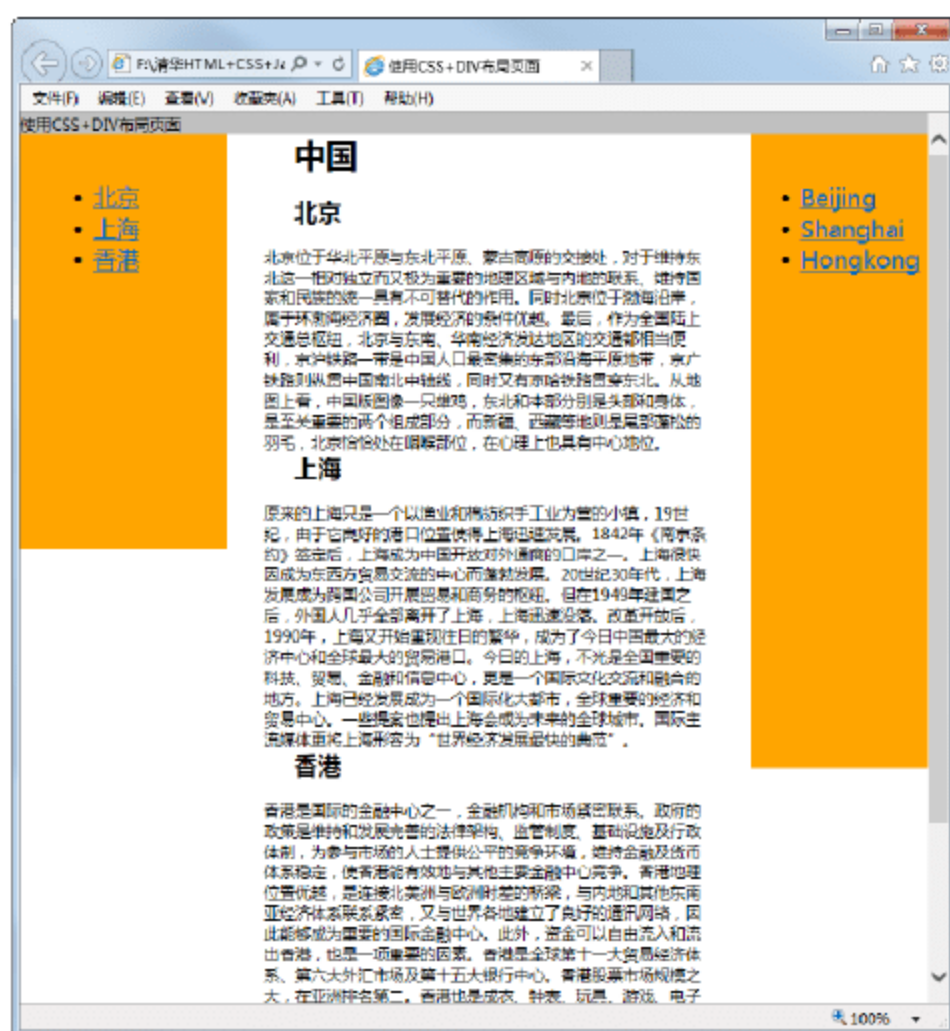 F:\清华HTML+CSS+Ja
使用CSS+DIV布局页面
文件(F) 编辑(E) 查看(V) 收藏夹(A) 工具(T) 帮助(H)
使用CSS+DIV布局页面
北京
上海
香港
中国
北京
北京位于华北平原与东北平原、蒙古高原的交接处，对于维持东
北这一相对独立而又极为重要的地理区域与内地的联系、维持国
家和民族的统一具有不可替代的作用。同时北京位于渤海沿岸，
属于环渤海经济圈，发展经济的条件优越。最后，作为全国陆上
交通总枢纽，北京与东南、华南经济发达地区的交通都相当便
利，京沪铁路一带是中国人口最密集的东部沿海平原地带，京广
铁路则纵贯中国南北中轴线，同时又有京哈铁路贯穿东北。从地
图上看，中国版图像一只雄鸡，东北和本部分别是头部和身体，
是至关重要的两个组成部分，而新疆、西藏等地则是尾部蓬松的
羽毛，北京恰恰处在咽喉部位，在心理上也具有中心地位。
上海
原来的上海只是一个以渔业和棉纺织手工业为营的小镇，19世
纪，由于它良好的港口位置使得上海迅速发展。1842年《南京条
约》签定后，上海成为中国开放对外通商的口岸之一。上海很快
因成为东西方贸易交流的中心而蓬勃发展。20世纪30年代，上海
发展成为跨国公司开展贸易和商务的枢纽。但在1949年建国之
后，外国人几乎全部离开了上海，上海迅速没落。改革开放后，
1990年，上海又开始重现往日的繁华，成为了今日中国最大的经
济中心和全球最大的贸易港口。今日的上海，不光是全国重要的
科技、贸易、金融和信息中心，更是一个国际文化交流和融合的
地方。上海已经发展成为一个国际化大都市，全球重要的经济和
贸易中心。一些提案也提出上海会成为未来的全球城市。国际主
流媒体更将上海形容为“世界经济发展最快的典范”。
香港
香港是国际的金融中心之一，金融机构和市场紧密联系。政府的
政策是维持和发展完善的法律架构、监管制度、基础设施及行政
体制，为参与市场的人士提供公平的竞争环境，维持金融及货币
体系稳定，使香港能有效地与其他主要金融中心竞争。香港地理
位置优越，是连接北美洲与欧洲时差的桥梁，与内地和其他东南
亚经济体系联系紧密，又与世界各地建立了良好的通讯网络，因
此能够成为重要的国际金融中心。此外，资金可以自由流入和流
出香港，也是一项重要的因素。香港是全球第十一大贸易经济体
系、第六大外汇市场及第十五大银行中心。香港股票市场规模之
大，在亚洲排名第二。香港也是成衣、钟表、玩具、游戏、电子
Beijing
Shanghai
Hongkong
100%